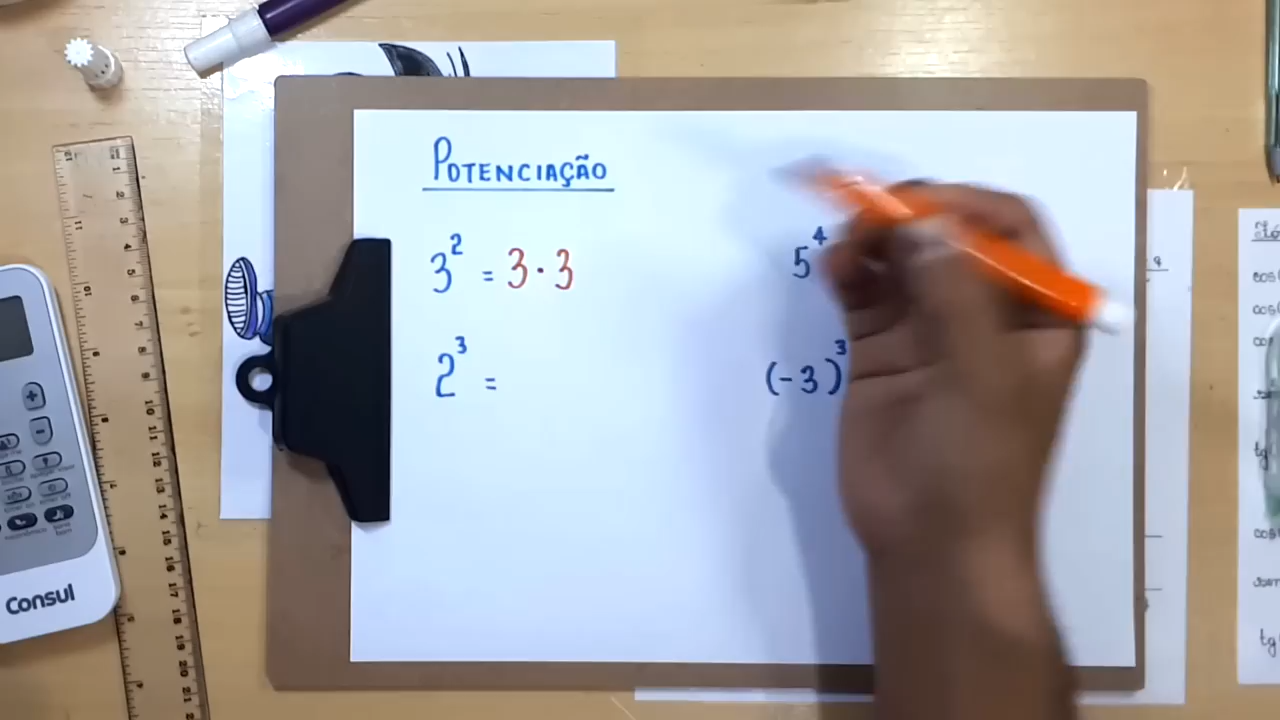 POTENCIAÇÃO
3² = 3 · 3
5⁴
2³ =
(-3)³
Consul